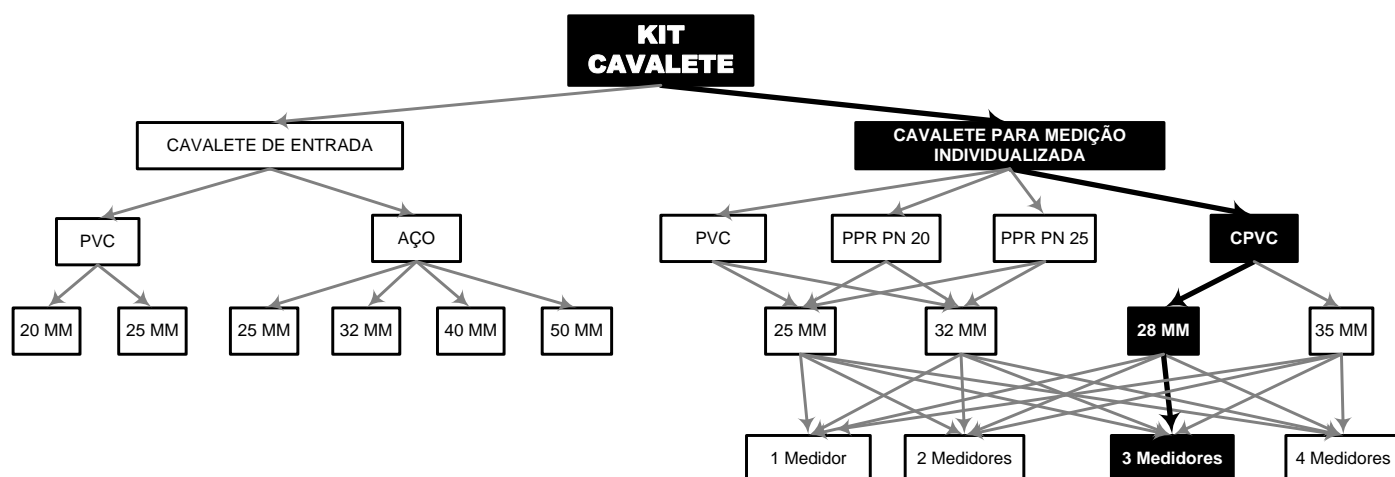 KIT
CAVALETE
CAVALETE DE ENTRADA
CAVALETE PARA MEDIÇÃO
INDIVIDUALIZADA
PVC
AÇO
PVC
PPR PN 20
PPR PN 25
CPVC
20 MM
25 MM
25 MM
32 MM
40 MM
50 MM
25 MM
32 MM
28 MM
35 MM
1 Medidor
2 Medidores
3 Medidores
4 Medidores